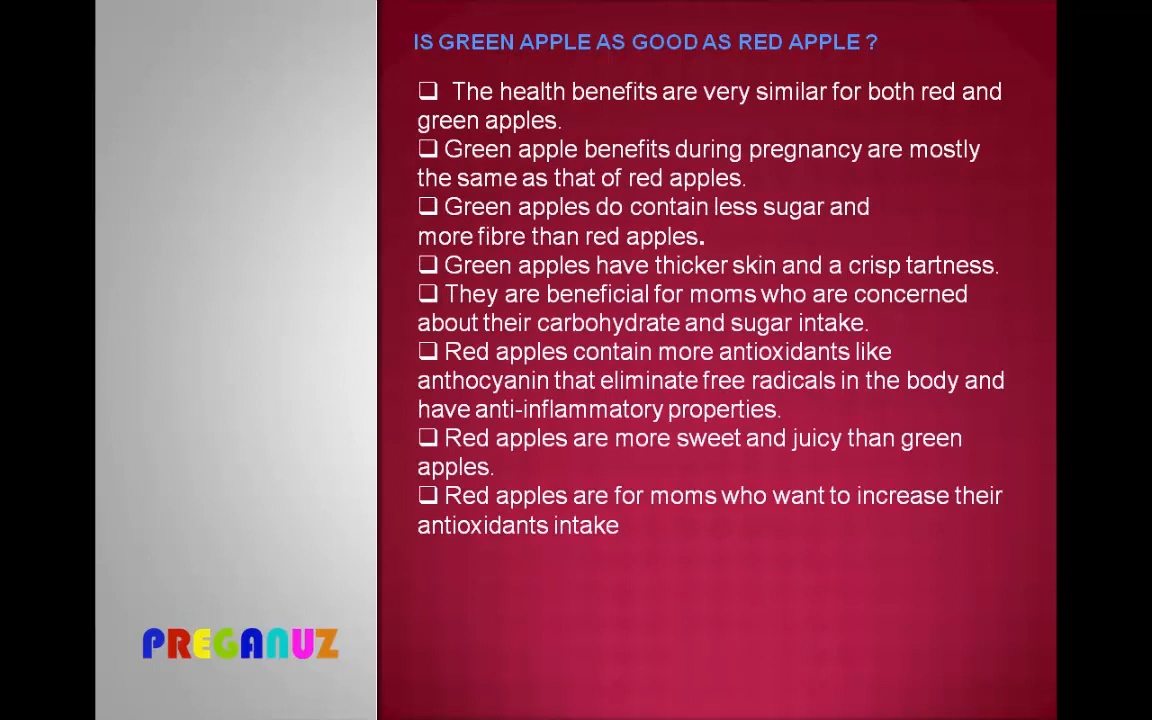 IS GREEN APPLE AS GOOD AS RED APPLE ?
❑ The health benefits are very similar for both red and
green apples.
❑ Green apple benefits during pregnancy are mostly
the same as that of red apples.
❑ Green apples do contain less sugar and
more fibre than red apples.
❑ Green apples have thicker skin and a crisp tartness.
❑ They are beneficial for moms who are concerned
about their carbohydrate and sugar intake.
❑ Red apples contain more antioxidants like
anthocyanin that eliminate free radicals in the body and
have anti-inflammatory properties.
❑ Red apples are more sweet and juicy than green
apples.
❑ Red apples are for moms who want to increase their
antioxidants intake
PREGANUZ